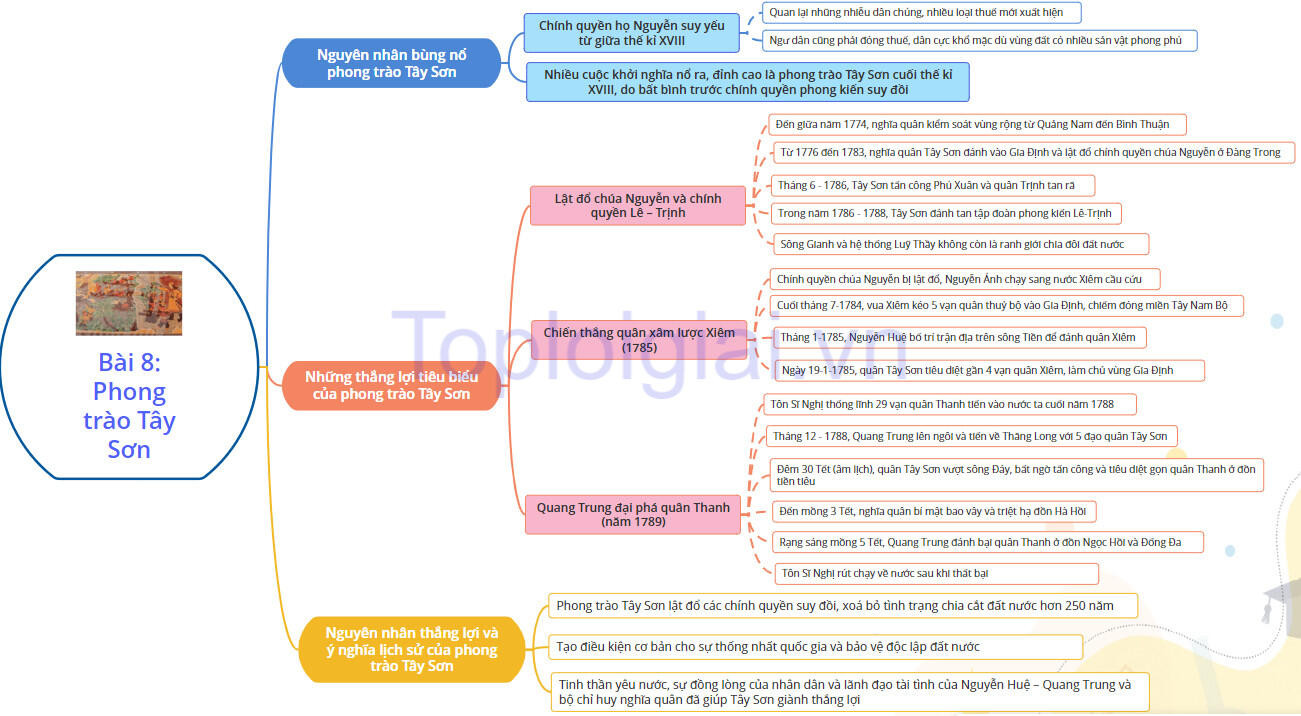 Bài 8:
Phong
trào Tây
Sơn
Nguyên nhân bùng nổ
phong trào Tây Sơn
Chính quyền họ Nguyễn suy yếu
từ giữa thế kỉ XVIII
Quan lại nhũng nhiễu dân chúng, nhiều loại thuế mới xuất hiện
Ngư dân cũng phải đóng thuế, dân cực khổ mặc dù vùng đất có nhiều sản vật phong phú
Nhiều cuộc khởi nghĩa nổ ra, đỉnh cao là phong trào Tây Sơn cuối thế kỉ
XVIII, do bất bình trước chính quyền phong kiến suy đồi
Những thắng lợi tiêu biểu
của phong trào Tây Sơn
Lật đổ chúa Nguyễn và chính
quyền Lê – Trịnh
Đến giữa năm 1774, nghĩa quân kiểm soát vùng rộng từ Quảng Nam đến Bình Thuận
Từ 1776 đến 1783, nghĩa quân Tây Sơn đánh vào Gia Định và lật đổ chính quyền chúa Nguyễn ở Đàng Trong
Tháng 6 - 1786, Tây Sơn tấn công Phú Xuân và quân Trịnh tan rã
Trong năm 1786 - 1788, Tây Sơn đánh tan tập đoàn phong kiến Lê-Trịnh
Sông Gianh và hệ thống Luỹ Thầy không còn là ranh giới chia đôi đất nước
Chiến thắng quân xâm lược Xiêm
(1785)
Chính quyền chúa Nguyễn bị lật đổ, Nguyễn Ánh chạy sang nước Xiêm cầu cứu
Cuối tháng 7-1784, vua Xiêm kéo 5 vạn quân thuỷ bộ vào Gia Định, chiếm đóng miền Tây Nam Bộ
Tháng 1-1785, Nguyễn Huệ bố trí trận địa trên sông Tiền để đánh quân Xiêm
Ngày 19-1-1785, quân Tây Sơn tiêu diệt gần 4 vạn quân Xiêm, làm chủ vùng Gia Định
Toploigiai.vn
Quang Trung đại phá quân Thanh
(năm 1789)
Tôn Sĩ Nghị thống lĩnh 29 vạn quân Thanh tiến vào nước ta cuối năm 1788
Tháng 12 - 1788, Quang Trung lên ngôi và tiến về Thăng Long với 5 đạo quân Tây Sơn
Đêm 30 Tết (âm lịch), quân Tây Sơn vượt sông Đáy, bất ngờ tấn công và tiêu diệt gọn quân Thanh ở đồn
tiền tiêu
Đến mồng 3 Tết, nghĩa quân bí mật bao vây và triệt hạ đồn Hà Hồi
Rạng sáng mồng 5 Tết, Quang Trung đánh bại quân Thanh ở đồn Ngọc Hồi và Đống Đa
Tôn Sĩ Nghị rút chạy về nước sau khi thất bại
Nguyên nhân thắng lợi và
ý nghĩa lịch sử của phong
trào Tây Sơn
Phong trào Tây Sơn lật đổ các chính quyền suy đồi, xoá bỏ tình trạng chia cắt đất nước hơn 250 năm
Tạo điều kiện cơ bản cho sự thống nhất quốc gia và bảo vệ độc lập đất nước
Tinh thần yêu nước, sự đồng lòng của nhân dân và lãnh đạo tài tình của Nguyễn Huệ – Quang Trung và
bộ chỉ huy nghĩa quân đã giúp Tây Sơn giành thắng lợi